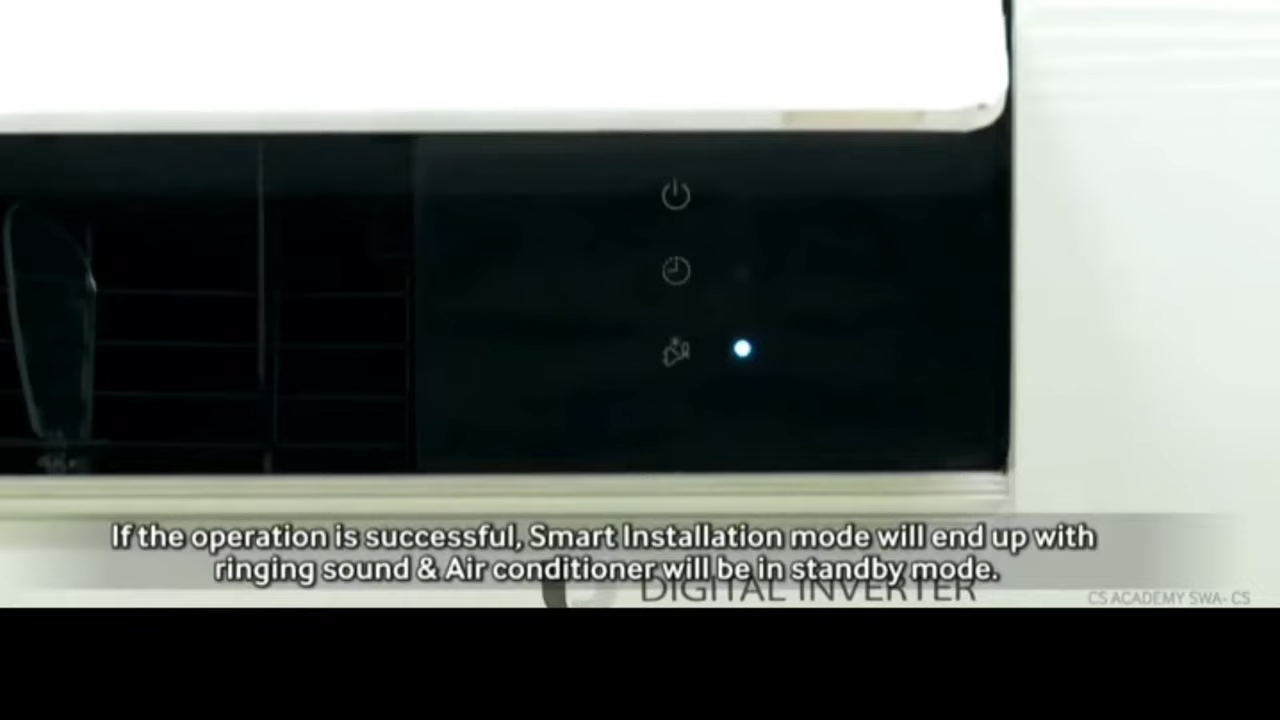 If the operation is successful, Smart Installation mode will end up with
ringing sound & Air conditioner will be in standby mode.
DIGITAL INVERTER
CS ACADEMY SWA- CS